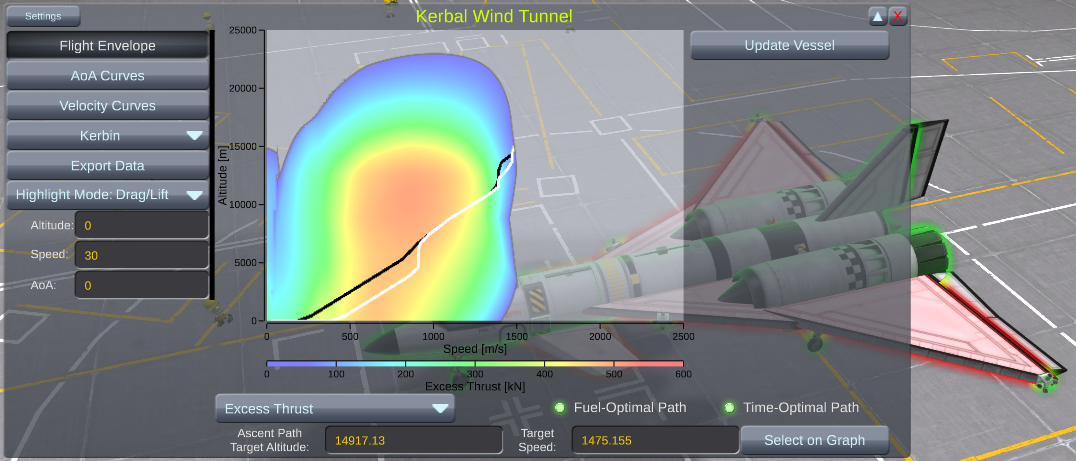 Settings
Kerbal Wind Tunnel
▲ X
Flight Envelope
AoA Curves
Velocity Curves
Kerbin
Export Data
Highlight Mode: Drag/Lift
Altitude: 0
Speed: 30
AoA: 0
Altitude [m]
25000
20000
15000
10000
5000
0
0 500 1000 1500 2000 2500
Speed [m/s]
0 100 200 300 400 500 600
Excess Thrust [kN]
Update Vessel
Excess Thrust
Fuel-Optimal Path
Time-Optimal Path
Ascent Path
Target Altitude:
14917.13
Target
Speed:
1475.155
Select on Graph